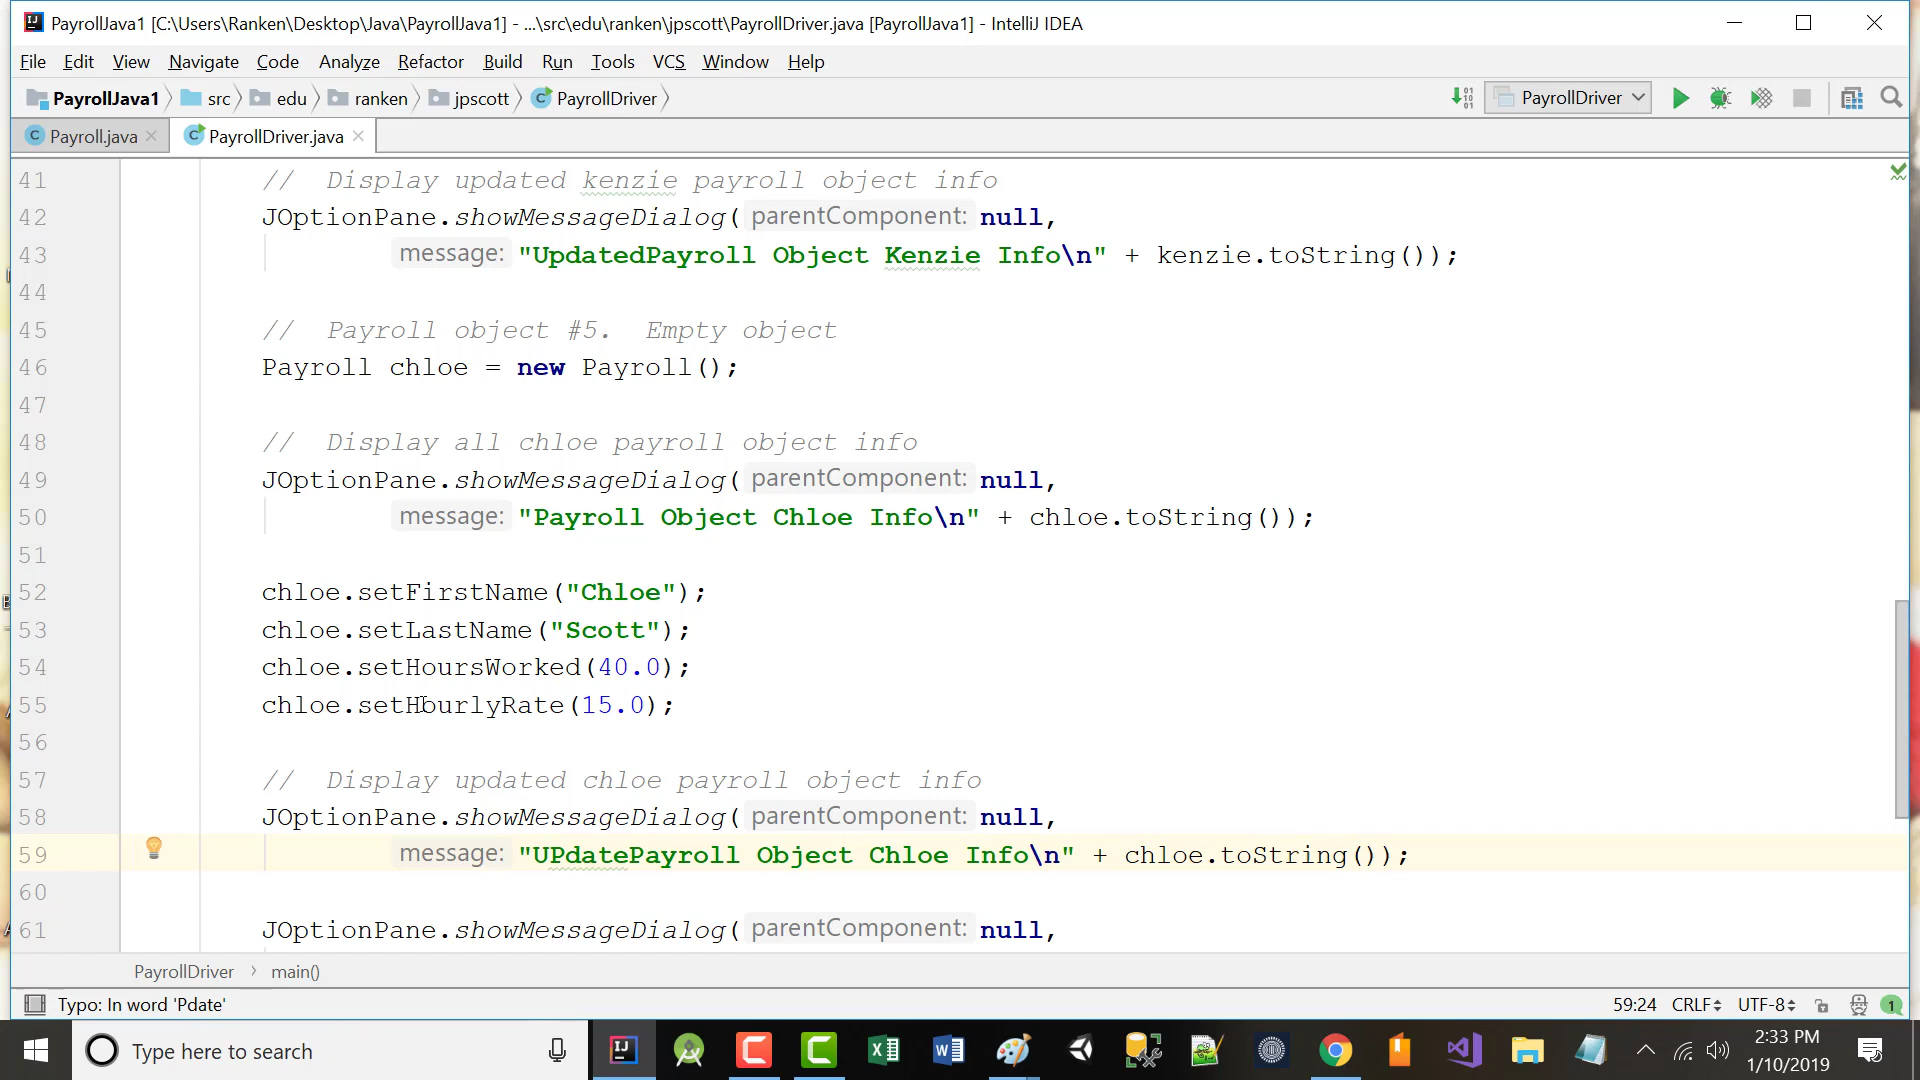 PayrollJava1 [C:\Users\Ranken\Desktop\Java\PayrollJava1] - ...\src\edu\ranken\jpscott\PayrollDriver.java [PayrollJava1] - IntelliJ IDEA
File Edit View Navigate Code Analyze Refactor Build Run Tools VCS Window Help
PayrollJava1 src edu ranken jpscott PayrollDriver PayrollDriver
Payroll.java PayrollDriver.java
41 // Display updated kenzie payroll object info
42 JOptionPane.showMessageDialog( parentComponent: null,
43 message: "UpdatedPayroll Object Kenzie Info\n" + kenzie.toString());
44
45 // Payroll object #5. Empty object
46 Payroll chloe = new Payroll();
47
48 // Display all chloe payroll object info
49 JOptionPane.showMessageDialog( parentComponent: null,
50 message: "Payroll Object Chloe Info\n" + chloe.toString());
51
52 chloe.setFirstName("Chloe");
53 chloe.setLastName("Scott");
54 chloe.setHoursWorked(40.0);
55 chloe.setHourlyRate(15.0);
56
57 // Display updated chloe payroll object info
58 JOptionPane.showMessageDialog( parentComponent: null,
59 message: "UPdatePayroll Object Chloe Info\n" + chloe.toString());
60
61 JOptionPane.showMessageDialog( parentComponent: null,
PayrollDriver › main()
Typo: In word 'Pdate' 59:24 CRLF UTF-8 1
Type here to search
2:33 PM
1/10/2019